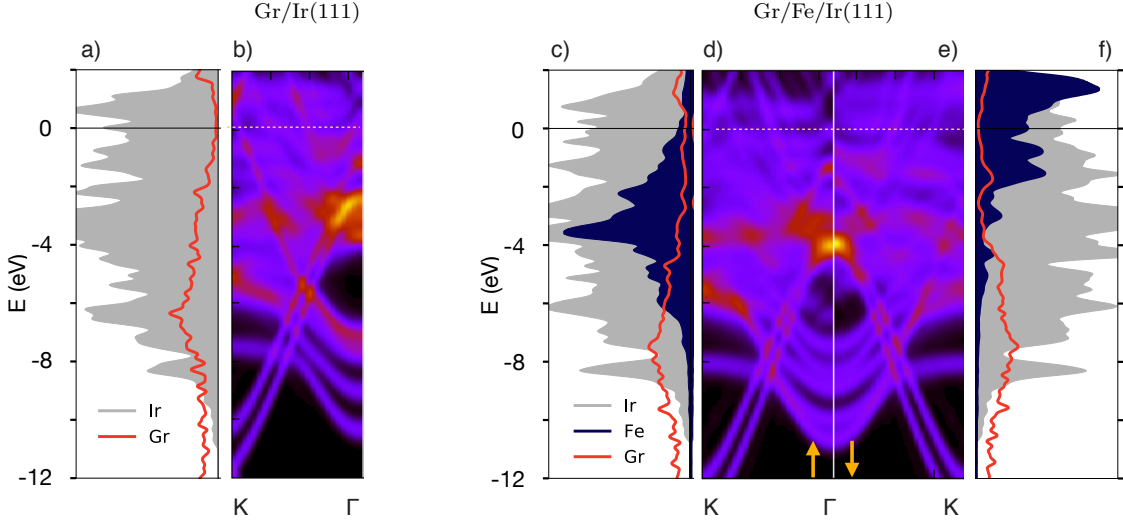 Gr/Ir(111)
Gr/Fe/Ir(111)
a)
b)
c)
d)
e)
f)
E (eV)
0
-4
-8
-12
Ir
Gr
K
Γ
E (eV)
0
-4
-8
-12
Ir
Fe
Gr
K
Γ
K